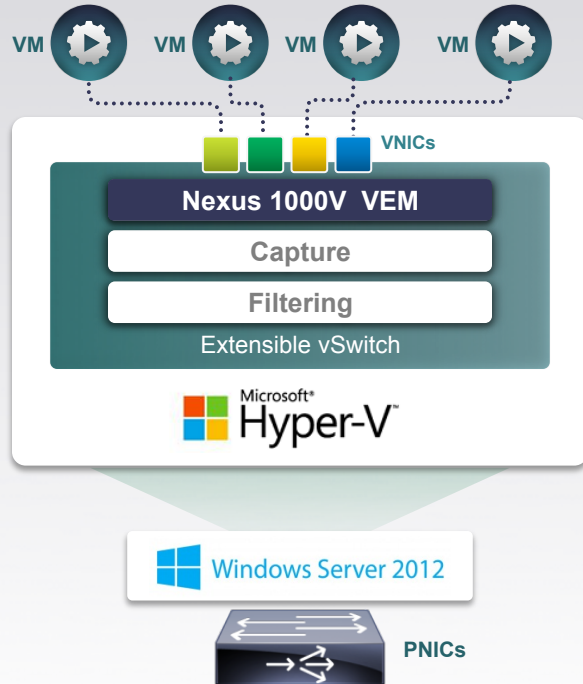 VM VM VM VM
VNICs
Nexus 1000V VEM
Capture
Filtering
Extensible vSwitch
Microsoft®
Hyper-V™
Windows Server 2012
PNICs